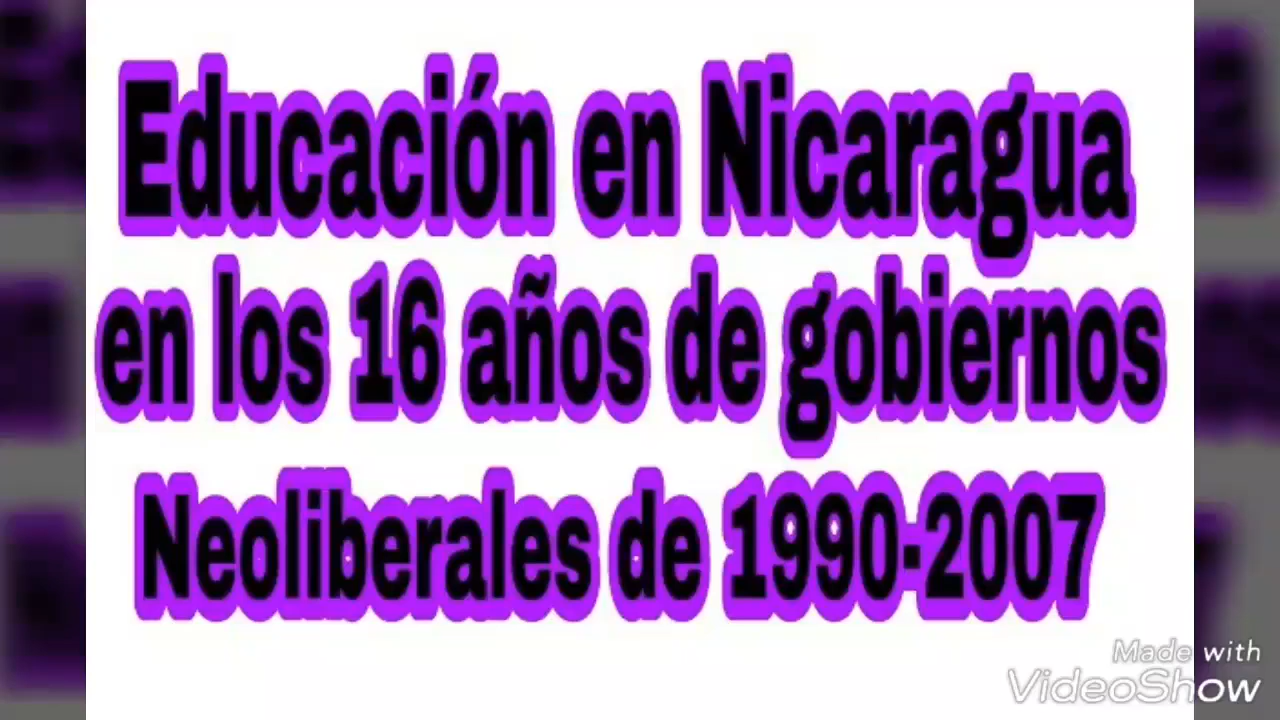 Educación en Nicaragua
en los 16 años de gobiernos
Neoliberales de 1990-2007
Made with
VideoShow